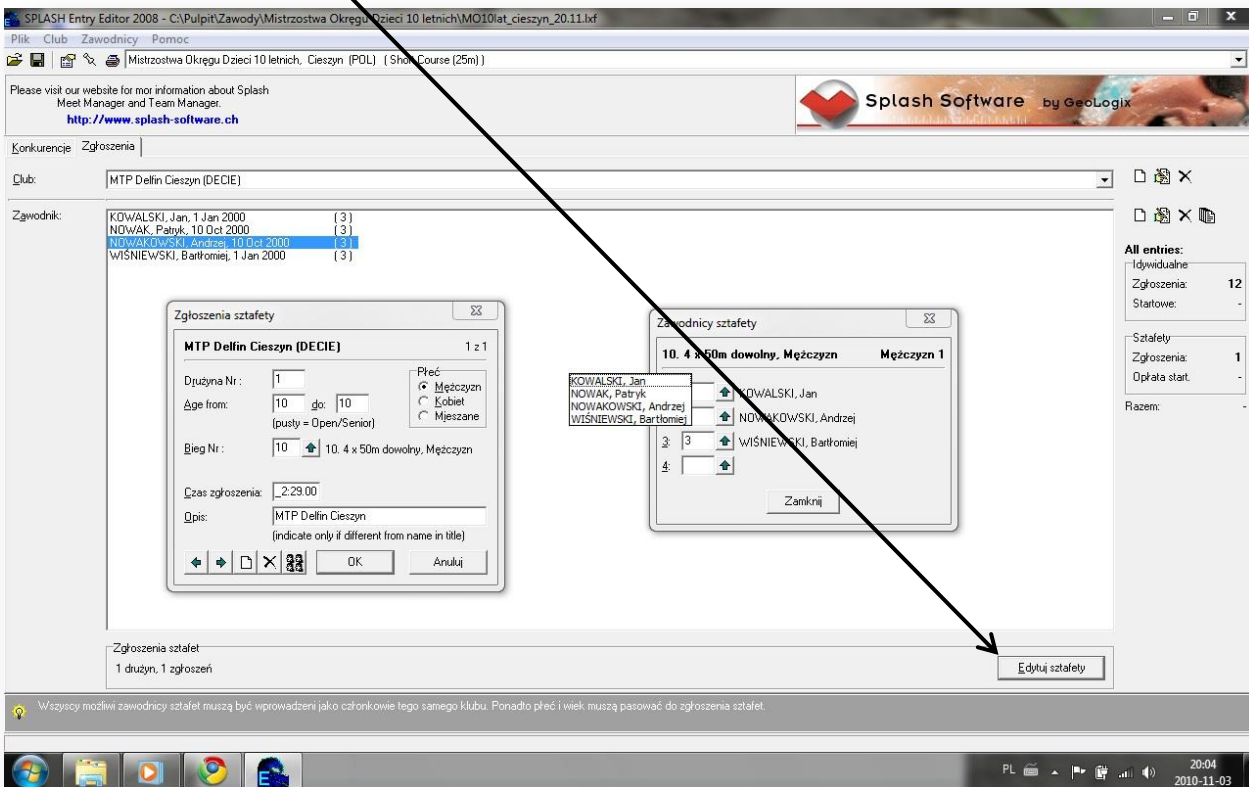 SPLASH Entry Editor 2008 - C:\Pulpit\Zawody\Mistrzostwa Okręgu Dzieci 10 letnich\MO10lat_cieszyn_20.11.lxf
Plik Club Zawodnicy Pomoc
Mistrzostwa Okręgu Dzieci 10 letnich, Cieszyn (POL) ( Short Course (25m) )
Please visit our website for mor information about Splash
Meet Manager and Team Manager.
http://www.splash-software.ch
Splash Software by GeoLogix
Konkurencje Zgłoszenia
Club: MTP Delfin Cieszyn (DECIE)
Zawodnik:
KOWALSKI, Jan, 1 Jan 2000 ( 3 )
NOWAK, Patryk, 10 Oct 2000 ( 3 )
NOWAKOWSKI, Andrzej, 10 Oct 2000 ( 3 )
WIŚNIEWSKI, Bartłomiej, 1 Jan 2000 ( 3 )
All entries:
Idywidualne
Zgłoszenia: 12
Startowe: -
Sztafety
Zgłoszenia: 1
Opłata start. -
Razem: -
Zgłoszenia sztafety
MTP Delfin Cieszyn (DECIE) 1 z 1
Drużyna Nr : 1
Age from: 10 do: 10
(pusty = Open/Senior)
Płeć
Mężczyzn
Kobiet
Mieszane
Bieg Nr : 10 10. 4 x 50m dowolny, Mężczyzn
Czas zgłoszenia: _2:29.00
Opis: MTP Delfin Cieszyn
(indicate only if different from name in title)
OK Anuluj
Zawodnicy sztafety
10. 4 x 50m dowolny, Mężczyzn Mężczyzn 1
KOWALSKI, Jan
NOWAK, Patryk
NOWAKOWSKI, Andrzej
WIŚNIEWSKI, Bartłomiej
KOWALSKI, Jan
NOWAKOWSKI, Andrzej
3: 3 WIŚNIEWSKI, Bartłomiej
4:
Zamknij
Zgłoszenia sztafet
1 drużyn, 1 zgłoszeń
Edytuj sztafety
Wszyscy możliwi zawodnicy sztafet muszą być wprowadzeni jako członkowie tego samego klubu. Ponadto płeć i wiek muszą pasować do zgłoszenia sztafet.
PL
20:04
2010-11-03